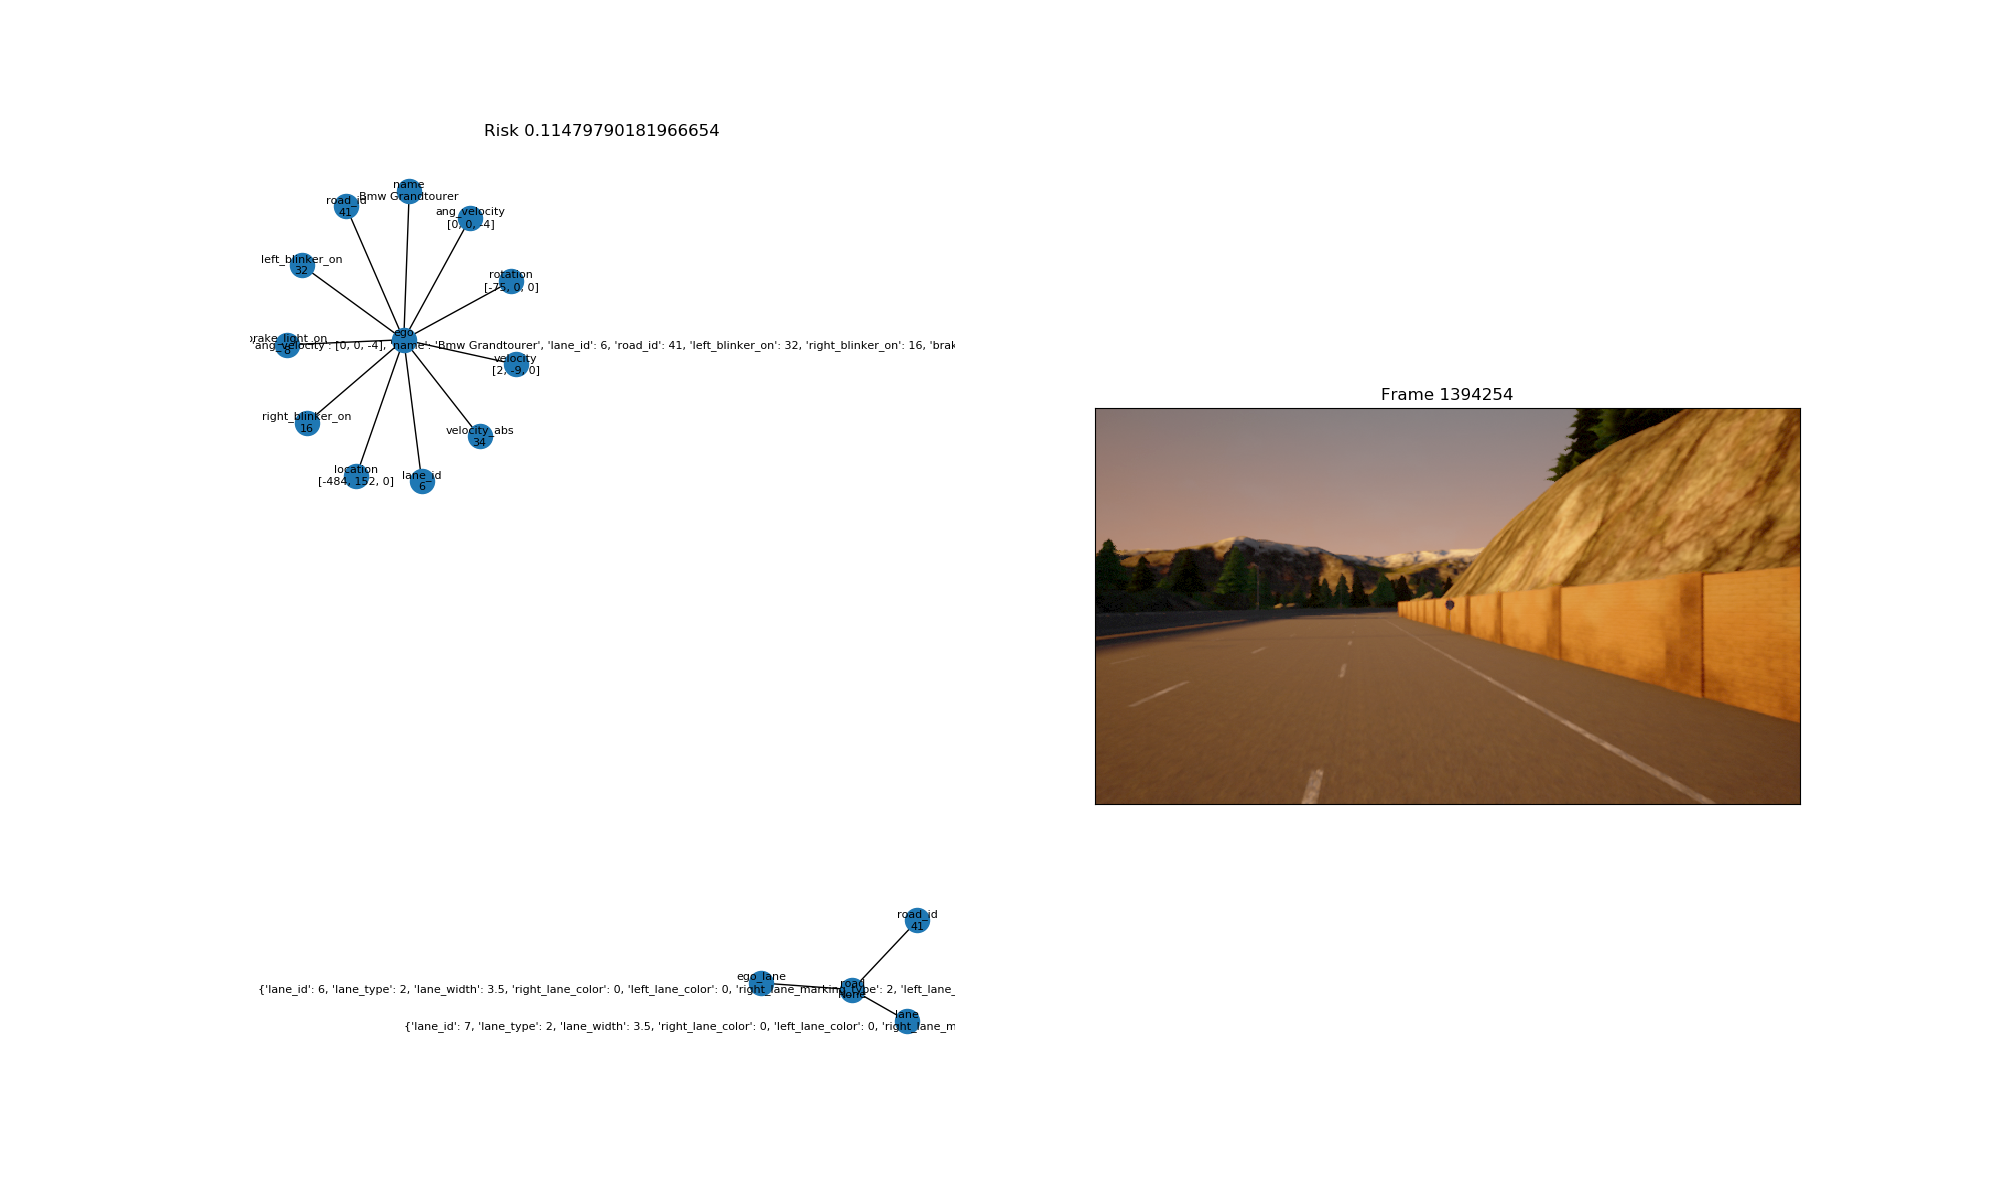 Risk 0.11479790181966654
name
Bmw Grandtourer
road_id
41
ang_velocity
[0, 0, -4]
left_blinker_on
32
rotation
[-75, 0, 0]
brake_light_on
8
ego
ang_velocity': [0, 0, -4], 'name': 'Bmw Grandtourer', 'lane_id': 6, 'road_id': 41, 'left_blinker_on': 32, 'right_blinker_on': 16, 'brak
velocity
[2, -9, 0]
right_blinker_on
16
velocity_abs
34
location
[-484, 152, 0]
lane_id
6
Frame 1394254
road_id
41
ego_lane
{'lane_id': 6, 'lane_type': 2, 'lane_width': 3.5, 'right_lane_color': 0, 'left_lane_color': 0, 'right_lane_marking_type': 2, 'left_lane_
road
None
lane
{'lane_id': 7, 'lane_type': 2, 'lane_width': 3.5, 'right_lane_color': 0, 'left_lane_color': 0, 'right_lane_m